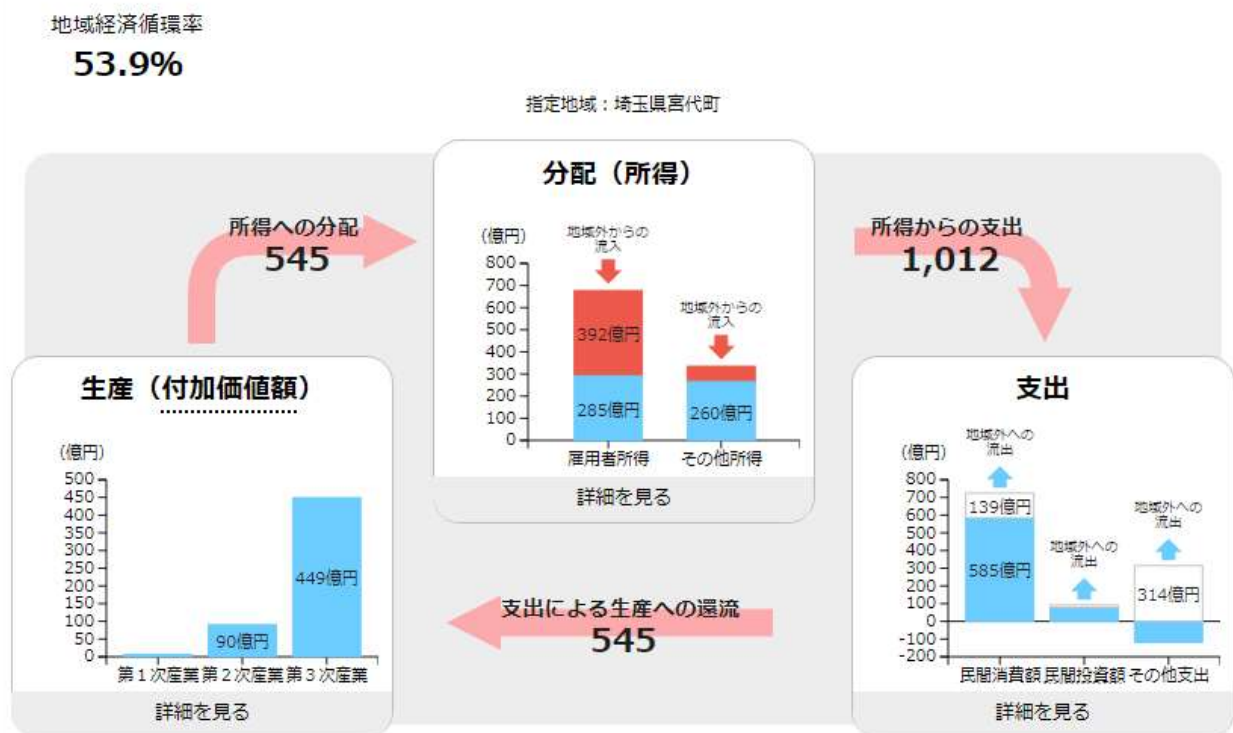 地域経済循環率
53.9%
指定地域：埼玉県宮代町
分配（所得）
所得への分配
545
所得からの支出
1,012
（億円）
地域外からの
流入
地域外からの
流入
800
700
600
500
400
300
200
100
0
392億円
285億円
260億円
雇用者所得 その他所得
詳細を見る
生産（付加価値額）
（億円）
500
450
400
350
300
250
200
150
100
50
0
449億円
90億円
第１次産業 第２次産業 第３次産業
詳細を見る
支出による生産への還流
545
支出
（億円）
地域外への
流出
地域外への
流出
地域外への
流出
800
700
600
500
400
300
200
100
0
-100
-200
139億円
585億円
314億円
民間消費額 民間投資額 その他支出
詳細を見る